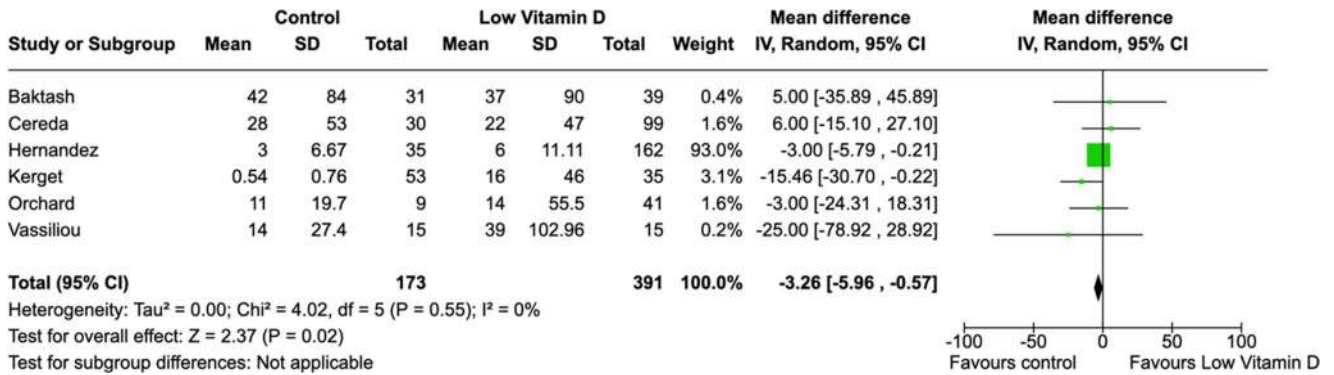 Control Low Vitamin D Mean difference Mean difference
Study or Subgroup Mean SD Total Mean SD Total Weight IV, Random, 95% CI IV, Random, 95% CI
Baktash 42 84 31 37 90 39 0.4% 5.00 [-35.89 , 45.89]
Cereda 28 53 30 22 47 99 1.6% 6.00 [-15.10 , 27.10]
Hernandez 3 6.67 35 6 11.11 162 93.0% -3.00 [-5.79 , -0.21]
Kerget 0.54 0.76 53 16 46 35 3.1% -15.46 [-30.70 , -0.22]
Orchard 11 19.7 9 14 55.5 41 1.6% -3.00 [-24.31 , 18.31]
Vassiliou 14 27.4 15 39 102.96 15 0.2% -25.00 [-78.92 , 28.92]
Total (95% CI) 173 391 100.0% -3.26 [-5.96 , -0.57]
Heterogeneity: Tau² = 0.00; Chi² = 4.02, df = 5 (P = 0.55); I² = 0%
Test for overall effect: Z = 2.37 (P = 0.02)
Test for subgroup differences: Not applicable
-100 -50 0 50 100
Favours control Favours Low Vitamin D